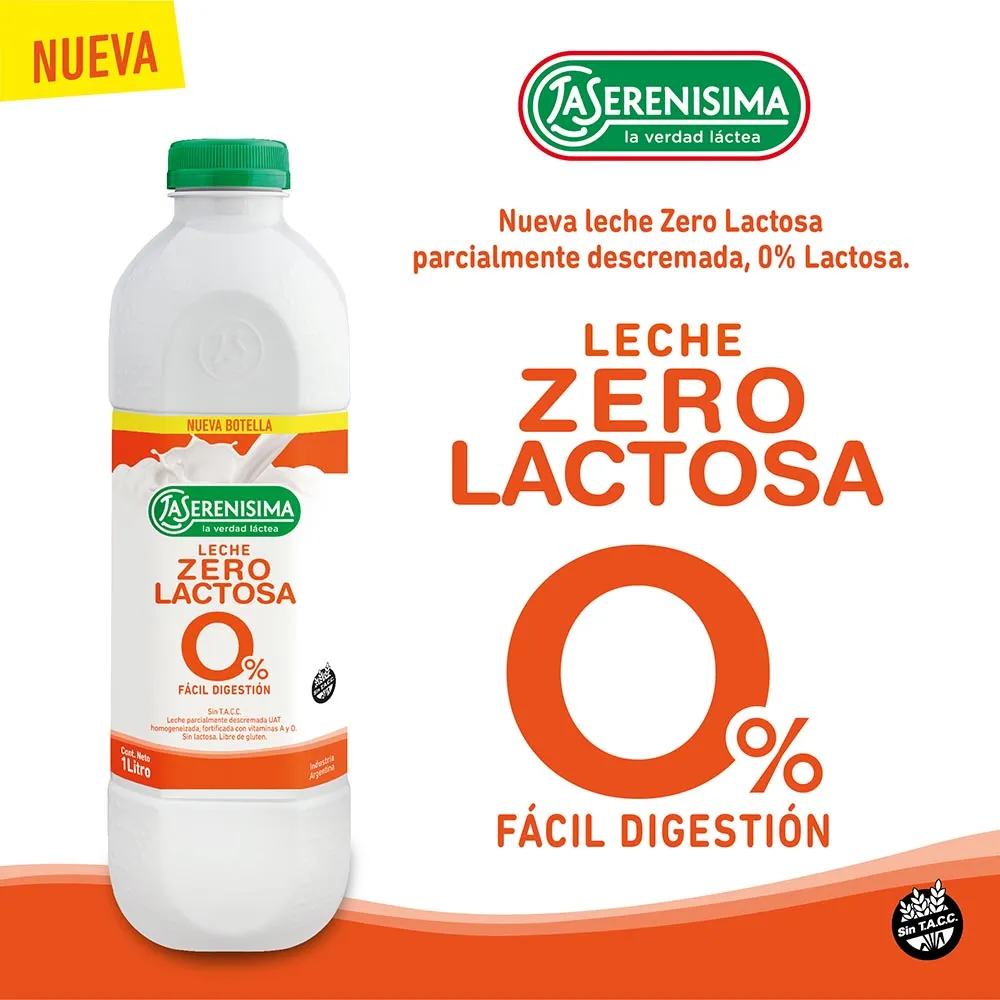 NUEVA
LA SERENISIMA
la verdad láctea
Nueva leche Zero Lactosa
parcialmente descremada, 0% Lactosa.
LECHE
ZERO
LACTOSA
0%
FÁCIL DIGESTIÓN
Sin T.A.C.C.
LS
NUEVA BOTELLA
LA SERENISIMA
la verdad láctea
LECHE
ZERO
LACTOSA
0%
FÁCIL DIGESTIÓN
Sin T.A.C.C.
Sin T.A.C.C.
Leche parcialmente descremada UAT
homogeneizada, fortificada con vitaminas A y D.
Sin lactosa. Libre de gluten.
Cont. Neto
1 Litro
Industria
Argentina